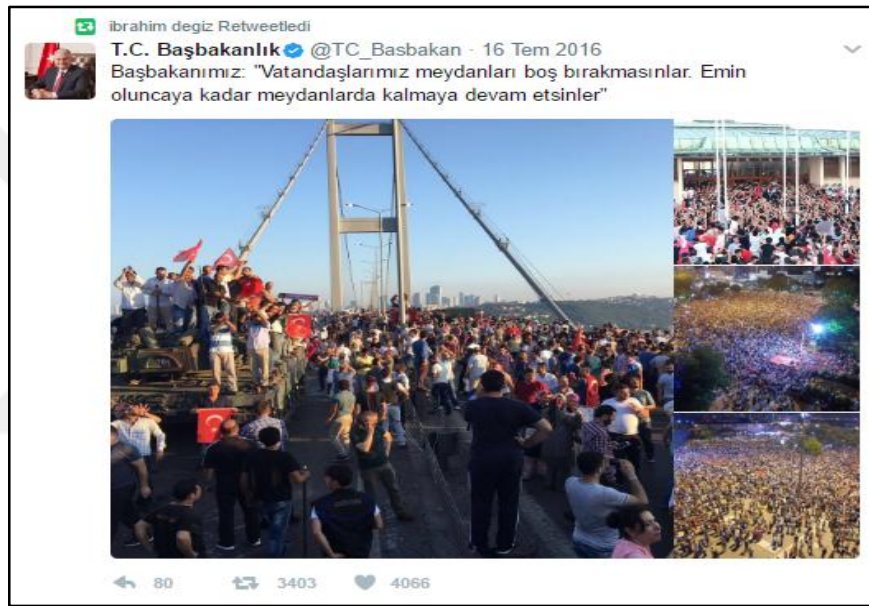 ibrahim degiz Retweetledi
T.C. Başbakanlık @TC_Basbakan · 16 Tem 2016
Başbakanımız: "Vatandaşlarımız meydanları boş bırakmasınlar. Emin
oluncaya kadar meydanlarda kalmaya devam etsinler"
80 3403 4066